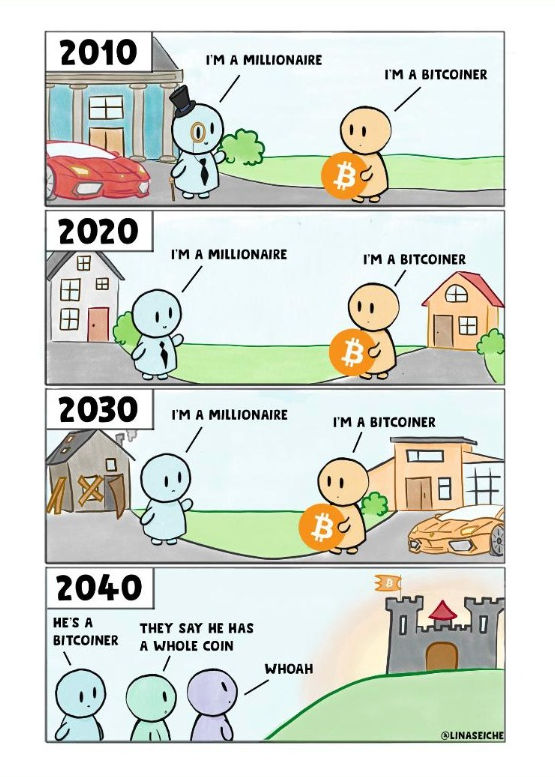 2010
I'M A MILLIONAIRE
I'M A BITCOINER
2020
I'M A MILLIONAIRE
I'M A BITCOINER
2030
I'M A MILLIONAIRE
I'M A BITCOINER
2040
HE'S A
BITCOINER
THEY SAY HE HAS
A WHOLE COIN
WHOAH
@LINASEICHE